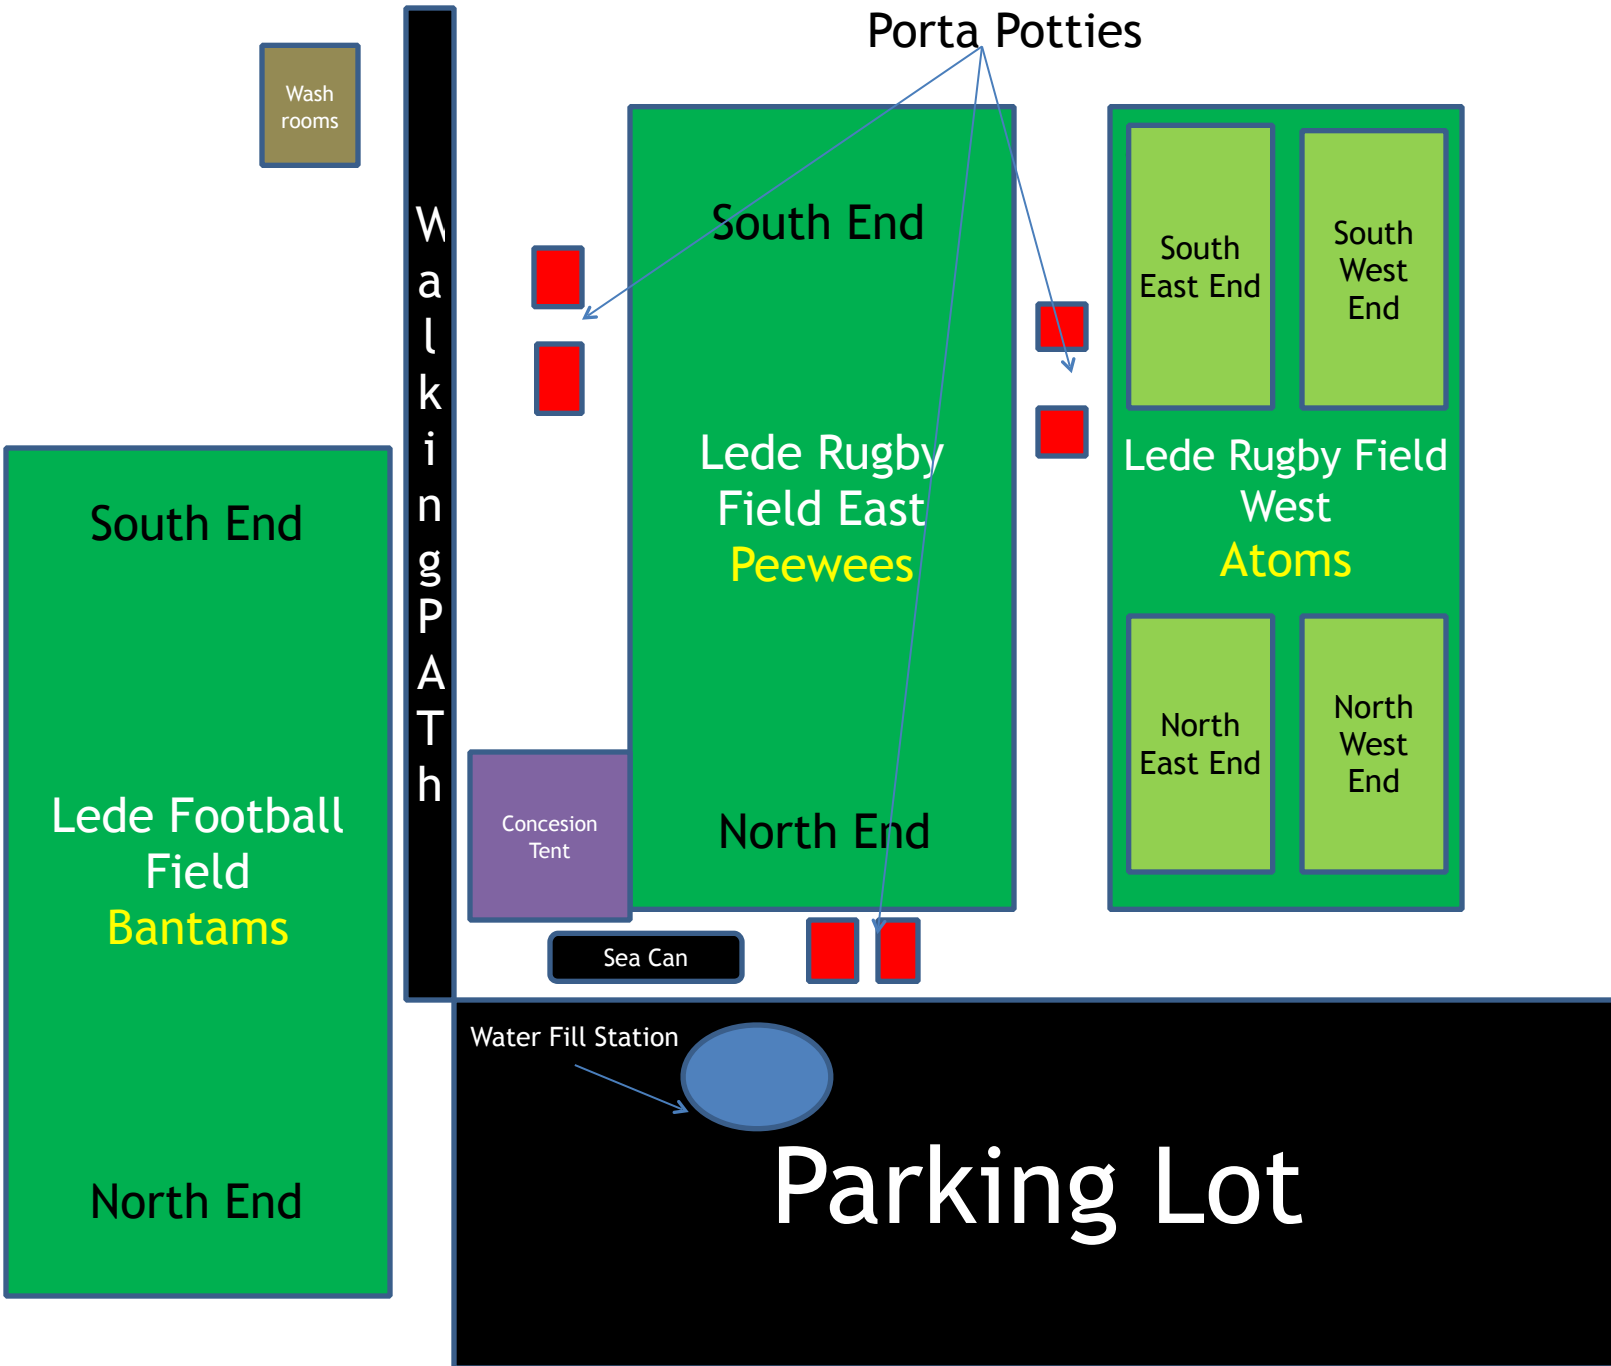 Porta Potties
Wash
rooms
WalkingPATh
South End
Lede Rugby
Field East
Peewees
North End
South
East End
South
West
End
Lede Rugby Field
West
Atoms
North
East End
North
West
End
South End
Lede Football
Field
Bantams
North End
Concesion
Tent
Sea Can
Water Fill Station
Parking Lot